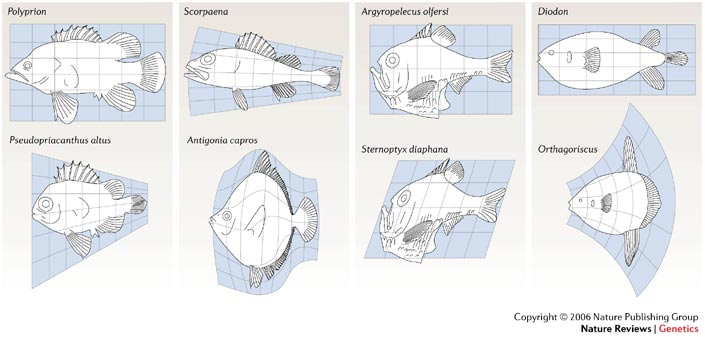 Polyprion
Scorpaena
Argyropelecus olfersi
Diodon
Pseudopriacanthus altus
Antigonia capros
Sternoptyx diaphana
Orthagoriscus
Copyright © 2006 Nature Publishing Group
Nature Reviews | Genetics